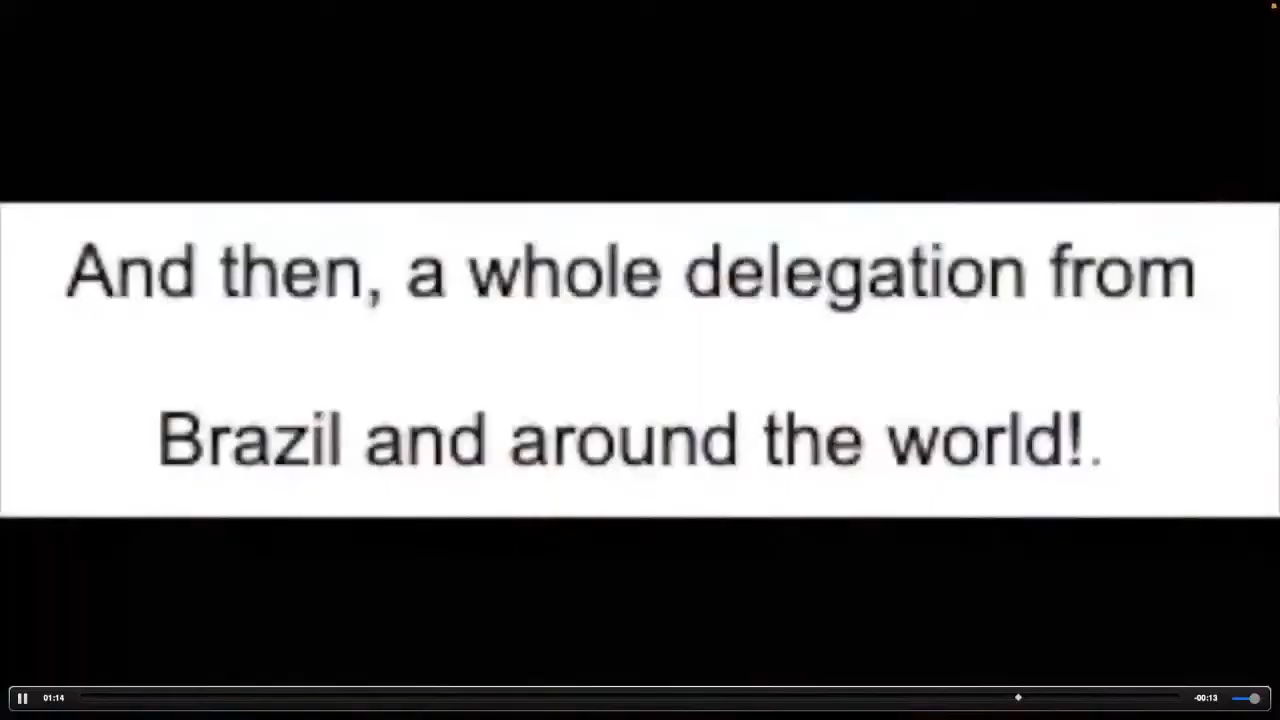 And then, a whole delegation from
Brazil and around the world!.
01:14
-00:13